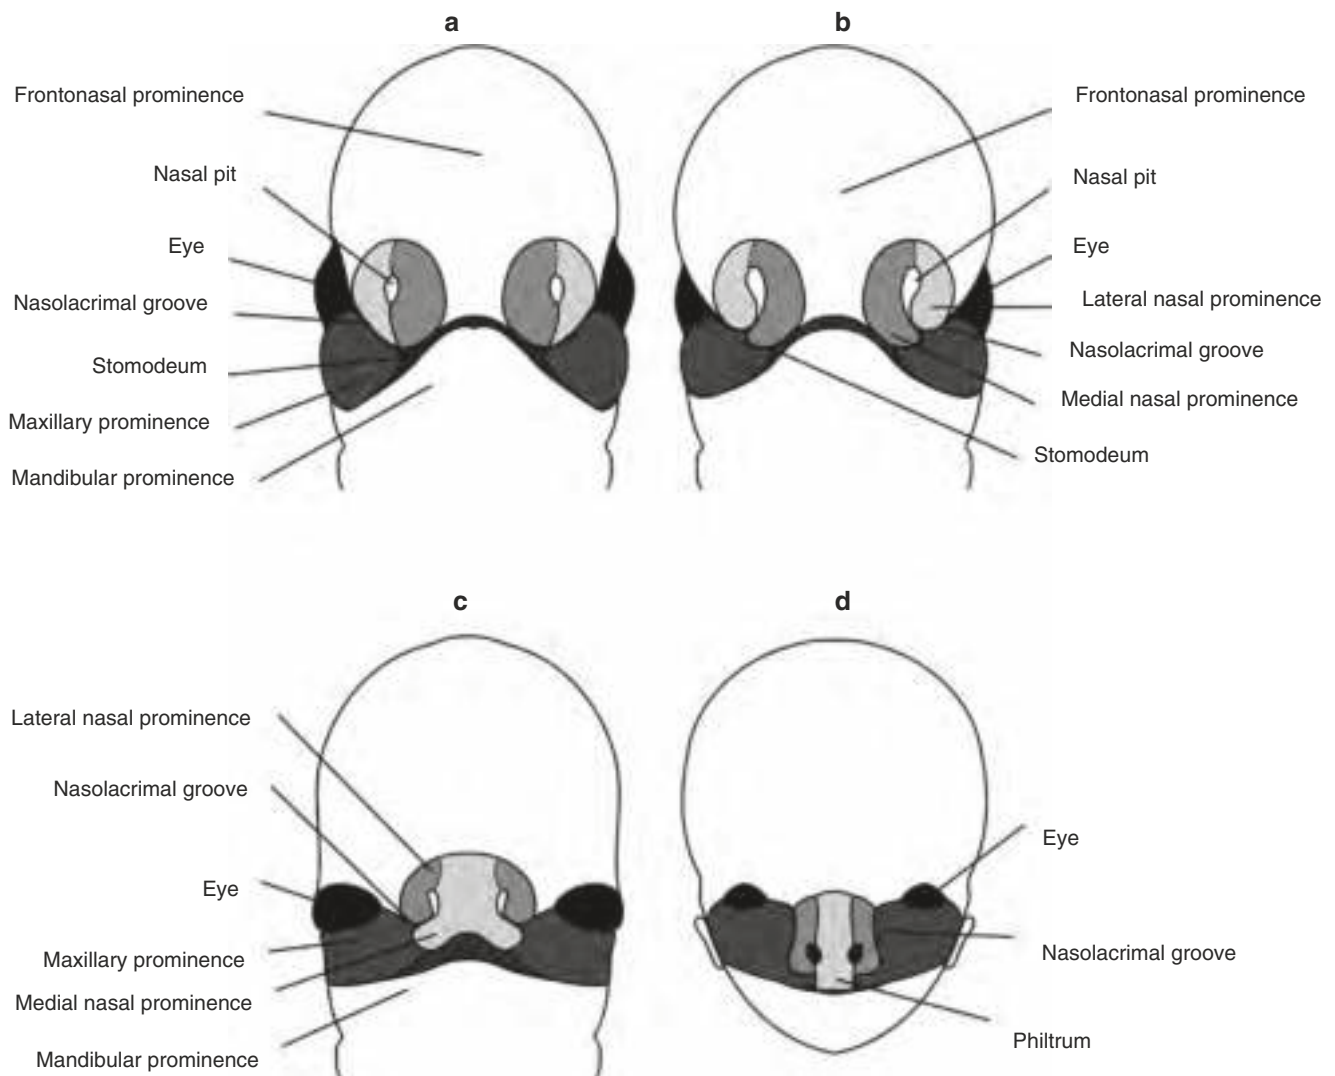 a
Frontonasal prominence
Nasal pit
Eye
Nasolacrimal groove
Stomodeum
Maxillary prominence
Mandibular prominence
b
Frontonasal prominence
Nasal pit
Eye
Lateral nasal prominence
Nasolacrimal groove
Medial nasal prominence
Stomodeum
c
Lateral nasal prominence
Nasolacrimal groove
Eye
Maxillary prominence
Medial nasal prominence
Mandibular prominence
d
Eye
Nasolacrimal groove
Philtrum